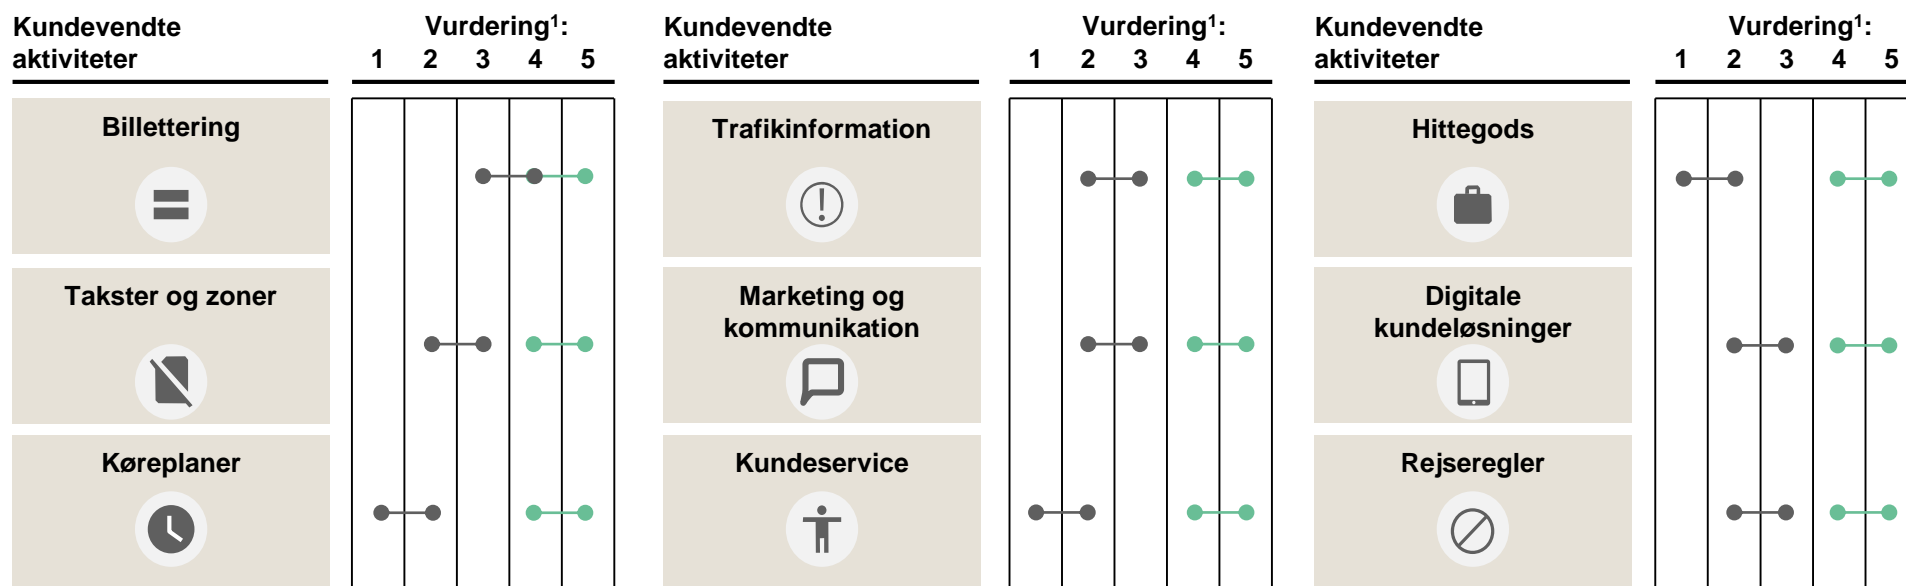 Kundevendte
aktiviteter
Vurdering¹:
1 2 3 4 5
Billettering
Takster og zoner
Køreplaner
Kundevendte
aktiviteter
Vurdering¹:
1 2 3 4 5
Trafikinformation
Marketing og
kommunikation
Kundeservice
Kundevendte
aktiviteter
Vurdering¹:
1 2 3 4 5
Hittegods
Digitale
kundeløsninger
Rejseregler